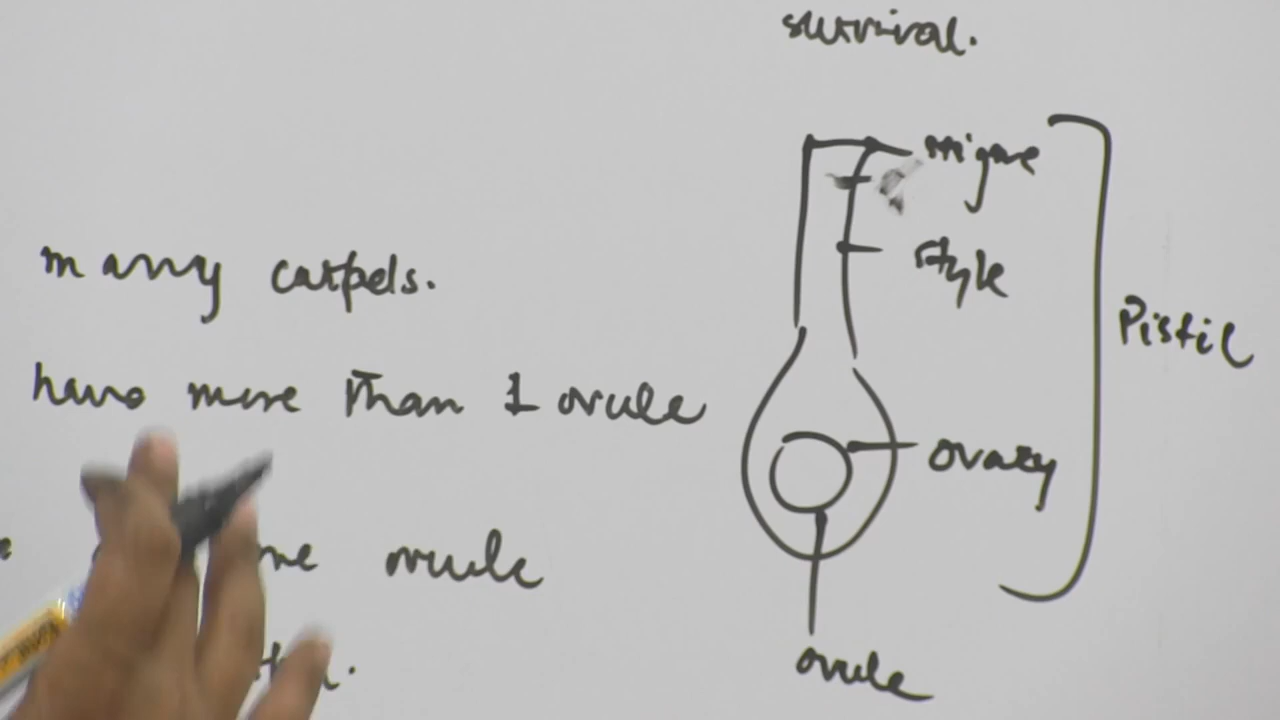 survival.
stigma
style
many carpels.
Pistil
have more than 1 ovule
ovary
ovule
ovule